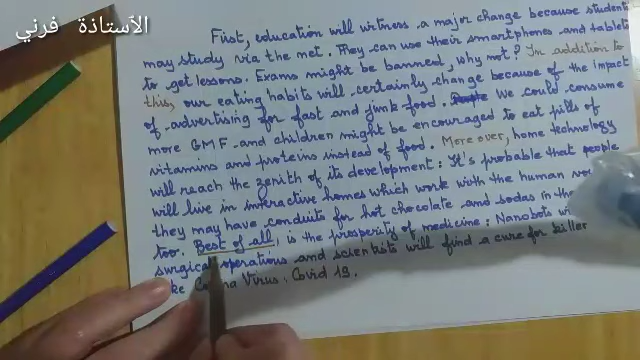 الآستاذة فرني
Fist, education will witness a major change because student
may study via the net. They can use their smartphones and tablets
to get lessons. Exams might be banned, why not? In addition to
this, our eating habits will certainly change because of the impact
of advertising for fast and junk food. We could consume
more GMF and children might be encouraged to eat pills of
vitamins and proteins instead of food. More over, home technology
will reach the zenith of its development: It's probable that people
will live in interactive homes which work with the human
they may have conduits for hot chocolate and sodas in the
too. Best of all, is the prosperity of medicine: Nanobots
surgical operations and scientists will find a cure for killer
Corona Virus. Covid 19.